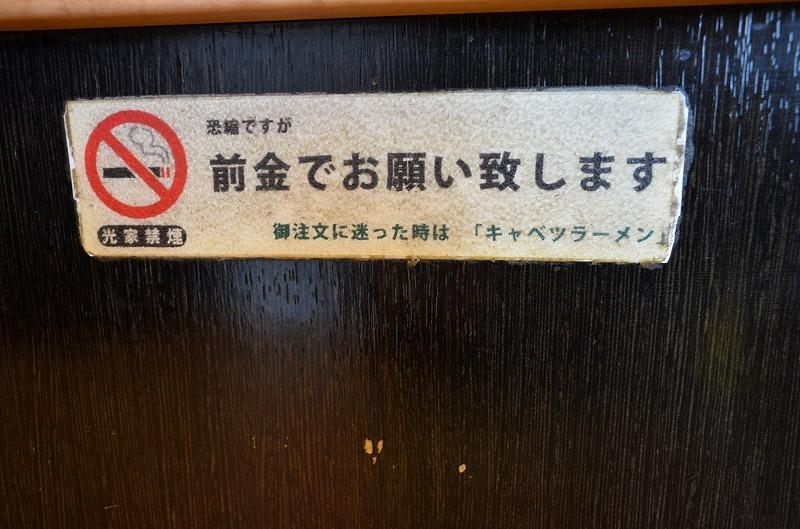 恐縮ですが
前金でお願い致します
光家禁煙
御注文に迷った時は 「キャベツラーメン」